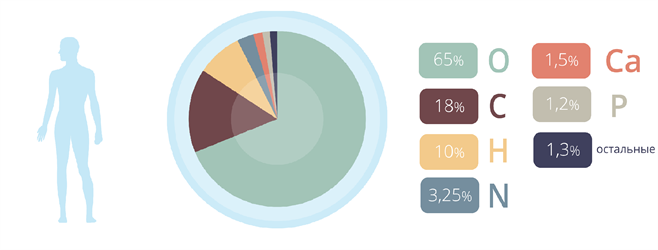 65% O
18% C
10% H
3,25% N
1,5% Ca
1,2% P
1,3% остальные